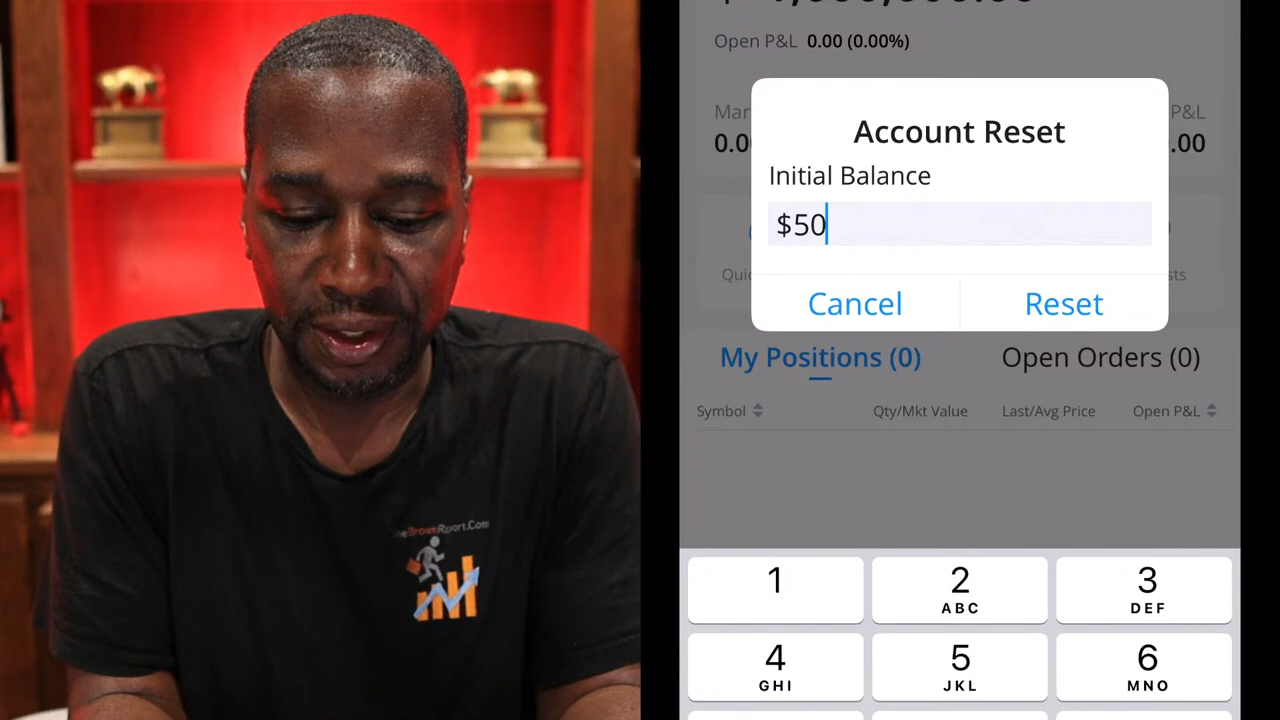 Open P&L 0.00 (0.00%)
Account Reset
Initial Balance
$50
Cancel
Reset
P&L
.00
My Positions (0)
Open Orders (0)
Symbol
Qty/Mkt Value
Last/Avg Price
Open P&L
1
2
ABC
3
DEF
4
GHI
5
JKL
6
MNO